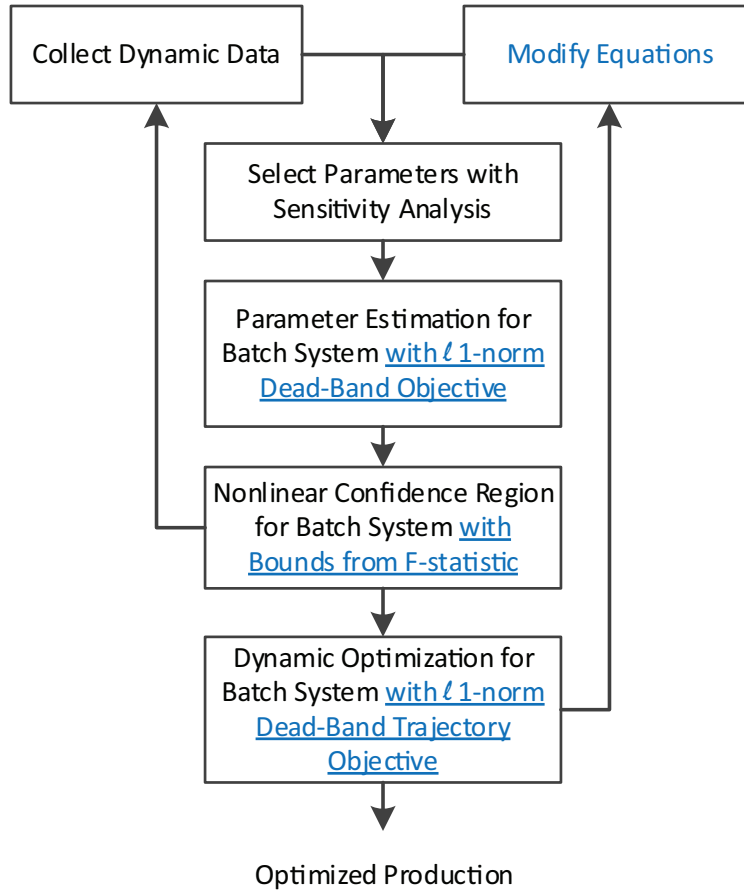 Collect Dynamic Data
Modify Equations
Select Parameters with
Sensitivity Analysis
Parameter Estimation for
Batch System with ℓ 1-norm
Dead-Band Objective
Nonlinear Confidence Region
for Batch System with
Bounds from F-statistic
Dynamic Optimization for
Batch System with ℓ 1-norm
Dead-Band Trajectory
Objective
Optimized Production